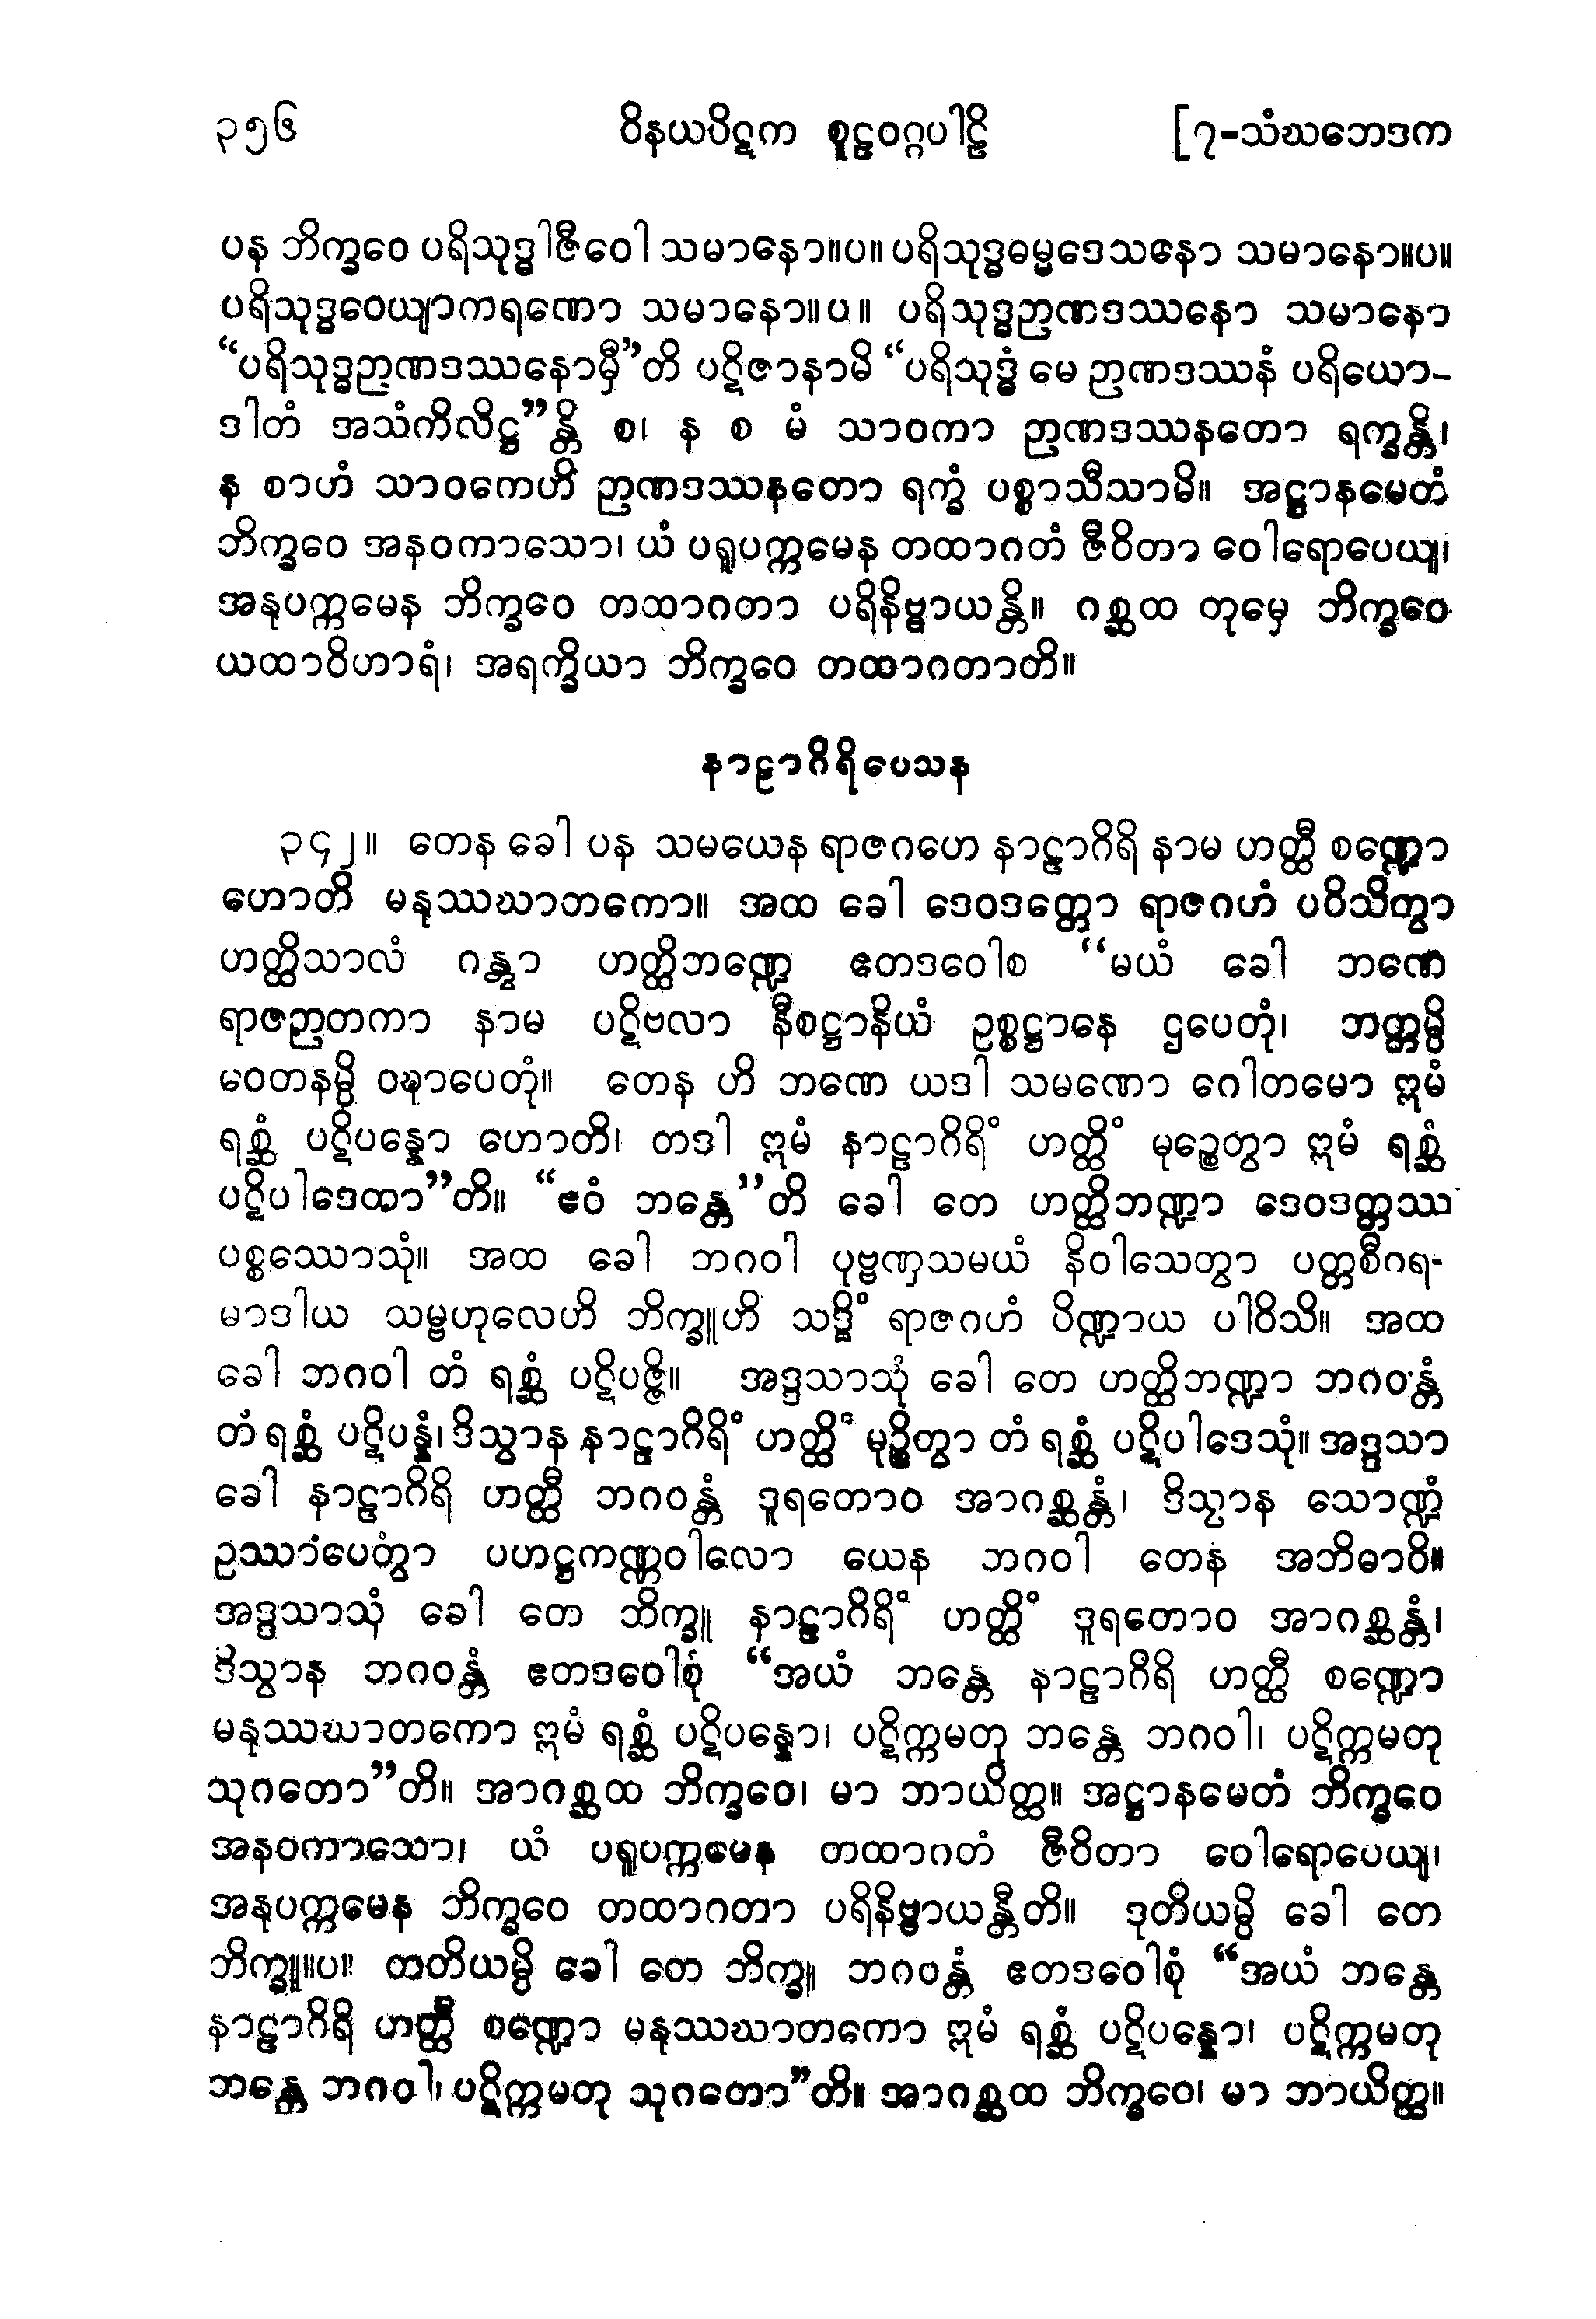 ၃၅၆ ဝိနယပိဋက စူဠဝဂ္ဂပါဠိ [၇-သံဃဘေဒက
ပန ဘိက္ခဝေ ပရိသုဒ္ဓါဇီဝေါ သမာနော။ပ။ ပရိသုဒ္ဓဓမ္မဒေသနော သမာနော။ပ။
ပရိသုဒ္ဓဝေယျာကရဏော သမာနော။ပ။ ပရိသုဒ္ဓဉာဏဒဿနော သမာနော
“ပရိသုဒ္ဓဉာဏဒဿနောမှီ”တိ ပဋိဇာနာမိ “ပရိသုဒ္ဓံ မေ ဉာဏဒဿနံ ပရိယော-
ဒါတံ အသံကိလိဋ္ဌ”န္တိ စ၊ န စ မံ သာဝကာ ဉာဏဒဿနတော ရက္ခန္တိ၊
န စာဟံ သာဝကေဟိ ဉာဏဒဿနတော ရက္ခံ ပစ္စာသီသာမိ။ အဋ္ဌာနမေတံ
ဘိက္ခဝေ အနဝကာသော၊ ယံ ပရူပက္ကမေန တထာဂတံ ဇီဝိတာ ဝေါရောပေယျ၊
အနုပက္ကမေန ဘိက္ခဝေ တထာဂတာ ပရိနိဗ္ဗာယန္တိ။ ဂစ္ဆထ တုမှေ ဘိက္ခဝေ
ယထာဝိဟာရံ၊ အရက္ခိယာ ဘိက္ခဝေ တထာဂတာတိ။
နာဠာဂိရိပေသန
၃၄၂။ တေန ခေါ ပန သမယေန ရာဇဂဟေ နာဠာဂိရိ နာမ ဟတ္ထီ စဏ္ဍော
ဟောတိ မနုဿဃာတကော။ အထ ခေါ ဒေဝဒတ္တော ရာဇဂဟံ ပဝိသိတွာ
ဟတ္ထိသာလံ ဂန္တွာ ဟတ္ထိဘဏ္ဍေ ဧတဒဝေါစ “မယံ ခေါ ဘဏေ
ရာဇဉာတကာ နာမ ပဋိဗလာ နီစဋ္ဌာနိယံ ဥစ္စဋ္ဌာနေ ဌပေတုံ၊ ဘတ္တမ္ပိ
ဝေတနမ္ပိ ဝၒာပေတုံ။ တေန ဟိ ဘဏေ ယဒါ သမဏော ဂေါတမော ဣမံ
ရစ္ဆံ ပဋိပန္နော ဟောတိ၊ တဒါ ဣမံ နာဠာဂိရိံ ဟတ္ထိံ မုဉ္စေတွာ ဣမံ ရစ္ဆံ
ပဋိပါဒေထာ”တိ။ “ဧဝံ ဘန္တေ”တိ ခေါ တေ ဟတ္ထိဘဏ္ဍာ ဒေဝဒတ္တဿ
ပစ္စဿောသုံ။ အထ ခေါ ဘဂဝါ ပုဗ္ဗဏှသမယံ နိဝါသေတွာ ပတ္တစီဝရ-
မာဒါယ သမ္ဗဟုလေဟိ ဘိက္ခူဟိ သဒ္ဓိံ ရာဇဂဟံ ပိဏ္ဍာယ ပါဝိသိ။ အထ
ခေါ ဘဂဝါ တံ ရစ္ဆံ ပဋိပဇ္ဇိ။ အဒ္ဒသာသုံ ခေါ တေ ဟတ္ထိဘဏ္ဍာ ဘဂဝန္တံ
တံ ရစ္ဆံ ပဋိပန္နံ၊ ဒိသွာန နာဠာဂိရိံ ဟတ္ထိံ မုဉ္စိတွာ တံ ရစ္ဆံ ပဋိပါဒေသုံ။ အဒ္ဒသာ
ခေါ နာဠာဂိရိ ဟတ္ထီ ဘဂဝန္တံ ဒူရတောဝ အာဂစ္ဆန္တံ၊ ဒိသွာန သောဏ္ဍံ
ဥဿာပေတွာ ပဟဋ္ဌကဏ္ဏဝါလော ယေန ဘဂဝါ တေန အဘိဓာဝိ။
အဒ္ဒသာသုံ ခေါ တေ ဘိက္ခူ နာဠာဂိရိံ ဟတ္ထိံ ဒူရတောဝ အာဂစ္ဆန္တံ၊
ဒိသွာန ဘဂဝန္တံ ဧတဒဝေါစုံ “အယံ ဘန္တေ နာဠာဂိရိ ဟတ္ထီ စဏ္ဍော
မနုဿဃာတကော ဣမံ ရစ္ဆံ ပဋိပန္နော၊ ပဋိက္ကမတု ဘန္တေ ဘဂဝါ၊ ပဋိက္ကမတု
သုဂတော”တိ။ အာဂစ္ဆထ ဘိက္ခဝေ၊ မာ ဘာယိတ္ထ။ အဋ္ဌာနမေတံ ဘိက္ခဝေ
အနဝကာသော၊ ယံ ပရူပက္ကမေန တထာဂတံ ဇီဝိတာ ဝေါရောပေယျ၊
အနုပက္ကမေန ဘိက္ခဝေ တထာဂတာ ပရိနိဗ္ဗာယန္တီတိ။ ဒုတိယမ္ပိ ခေါ တေ
ဘိက္ခူ။ပ။ တတိယမ္ပိ ခေါ တေ ဘိက္ခူ ဘဂဝန္တံ ဧတဒဝေါစုံ “အယံ ဘန္တေ
နာဠာဂိရိ ဟတ္ထီ စဏ္ဍော မနုဿဃာတကော ဣမံ ရစ္ဆံ ပဋိပန္နော၊ ပဋိက္ကမတု
ဘန္တေ ဘဂဝါ၊ ပဋိက္ကမတု သုဂတော”တိ။ အာဂစ္ဆထ ဘိက္ခဝေ၊ မာ ဘာယိတ္ထ။